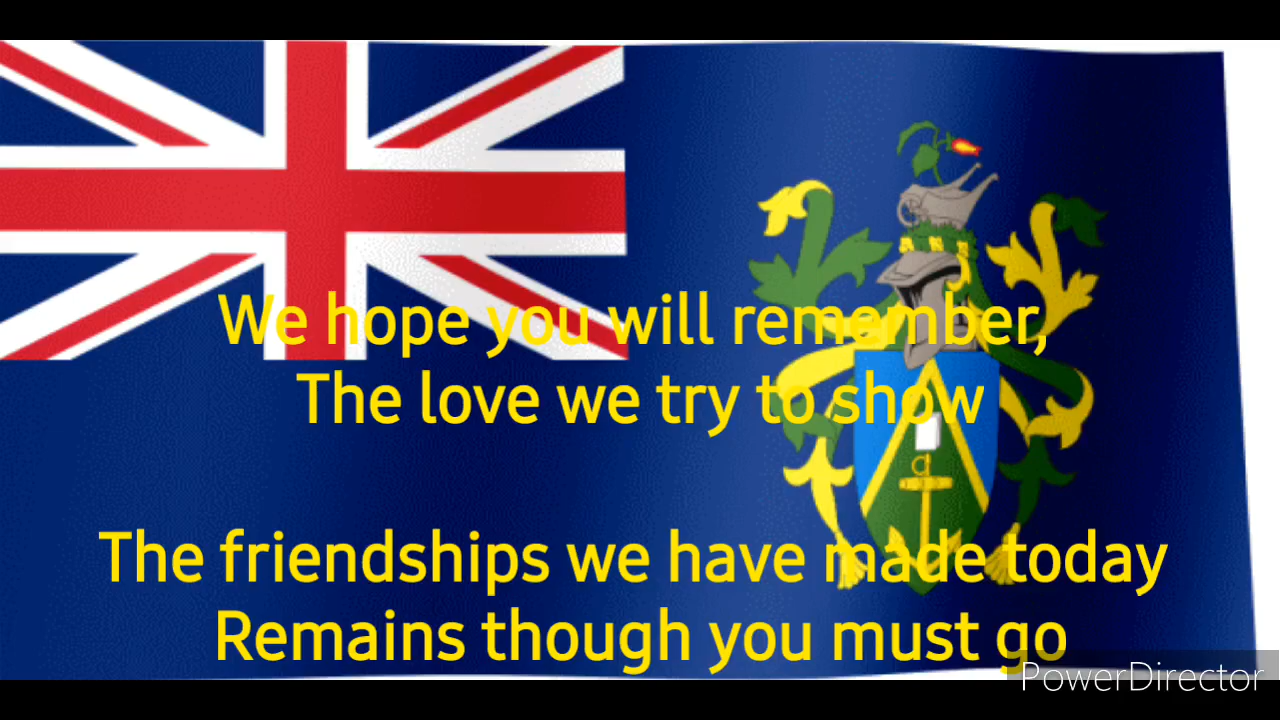 We hope you will remember,
The love we try to show
The friendships we have made today
Remains though you must go
PowerDirector